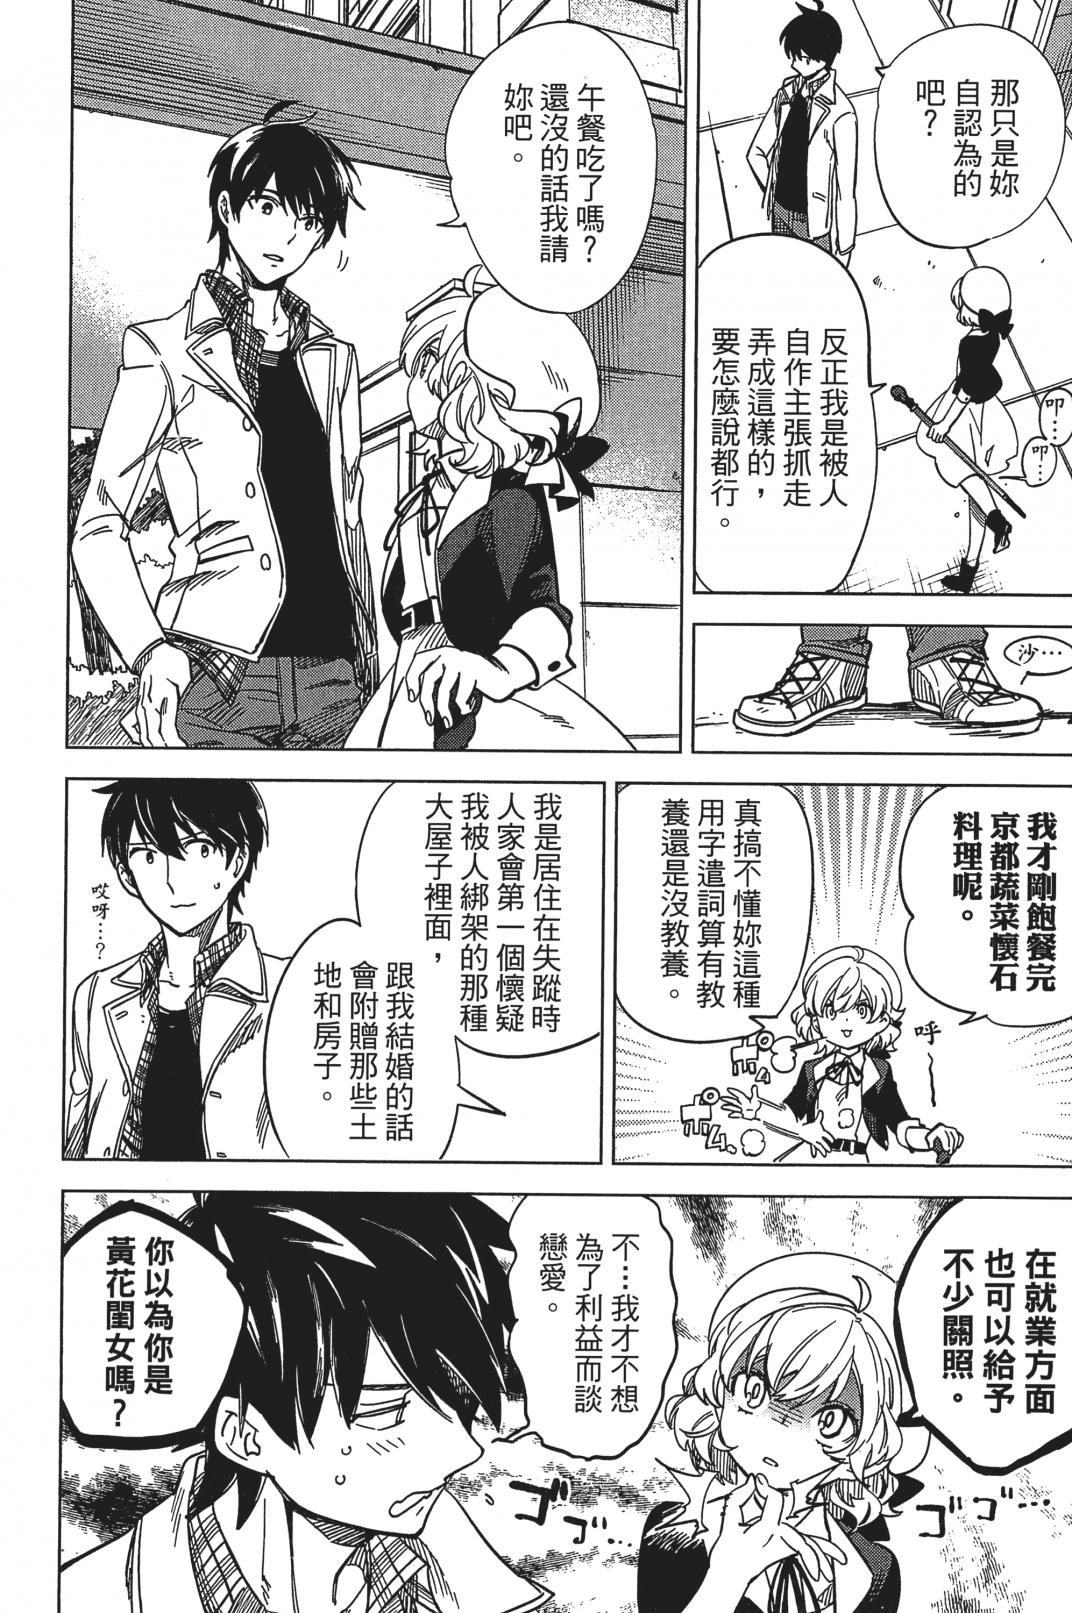 那只是妳
自認為的
吧？
反正我是被人
自作主張抓走
弄成這樣的，
要怎麼說都行。
叩…
叩…
沙…
午餐吃了嗎？
還沒的話我請
妳吧。
我才剛飽餐完
京都蔬菜懷石
料理呢。
真搞不懂妳這種
用字遣詞算有教
養還是沒教養。
呼～
ポム
ポム
我是居住在失蹤時
人家會第一個懷疑
我被人綁架的那種
大屋子裡面，
跟我結婚的話
會附贈那些土
地和房子。
哎呀…？
在就業方面
也可以給予
不少關照。
不…我才不想
為了利益而談
戀愛。
你以為你是
黃花閨女嗎？
ゴゴ…
ゴゴ…